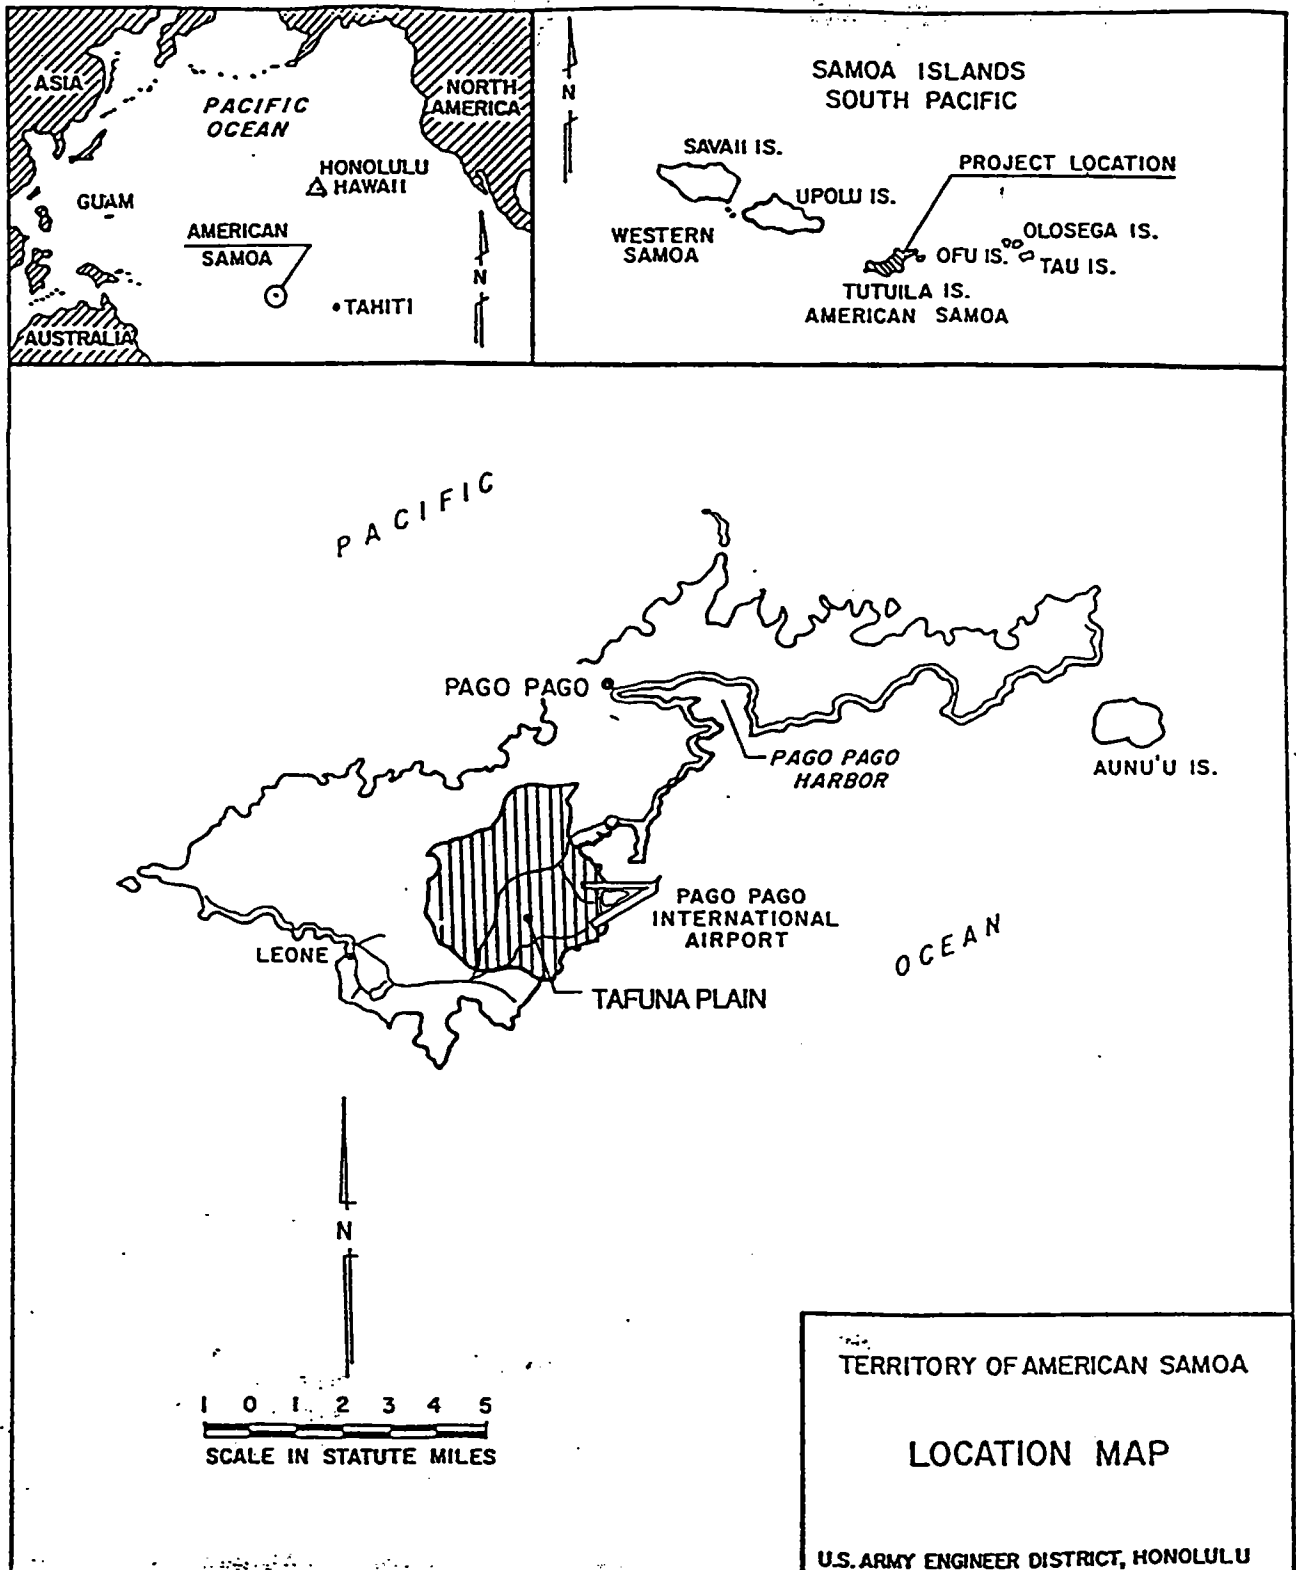 ASIA
PACIFIC
OCEAN
NORTH
AMERICA
HONOLULU
HAWAII
GUAM
AMERICAN
SAMOA
N
TAHITI
AUSTRALIA
N
SAMOA ISLANDS
SOUTH PACIFIC
SAVAII IS.
PROJECT LOCATION
UPOLU IS.
WESTERN
SAMOA
OLOSEGA IS.
OFU IS.
TAU IS.
TUTUILA IS.
AMERICAN SAMOA
PACIFIC
PAGO PAGO
PAGO PAGO
HARBOR
AUNU'U IS.
PAGO PAGO
INTERNATIONAL
AIRPORT
LEONE
OCEAN
TAFUNA PLAIN
N
1 0 1 2 3 4 5
SCALE IN STATUTE MILES
TERRITORY OF AMERICAN SAMOA
LOCATION MAP
U.S. ARMY ENGINEER DISTRICT, HONOLULU